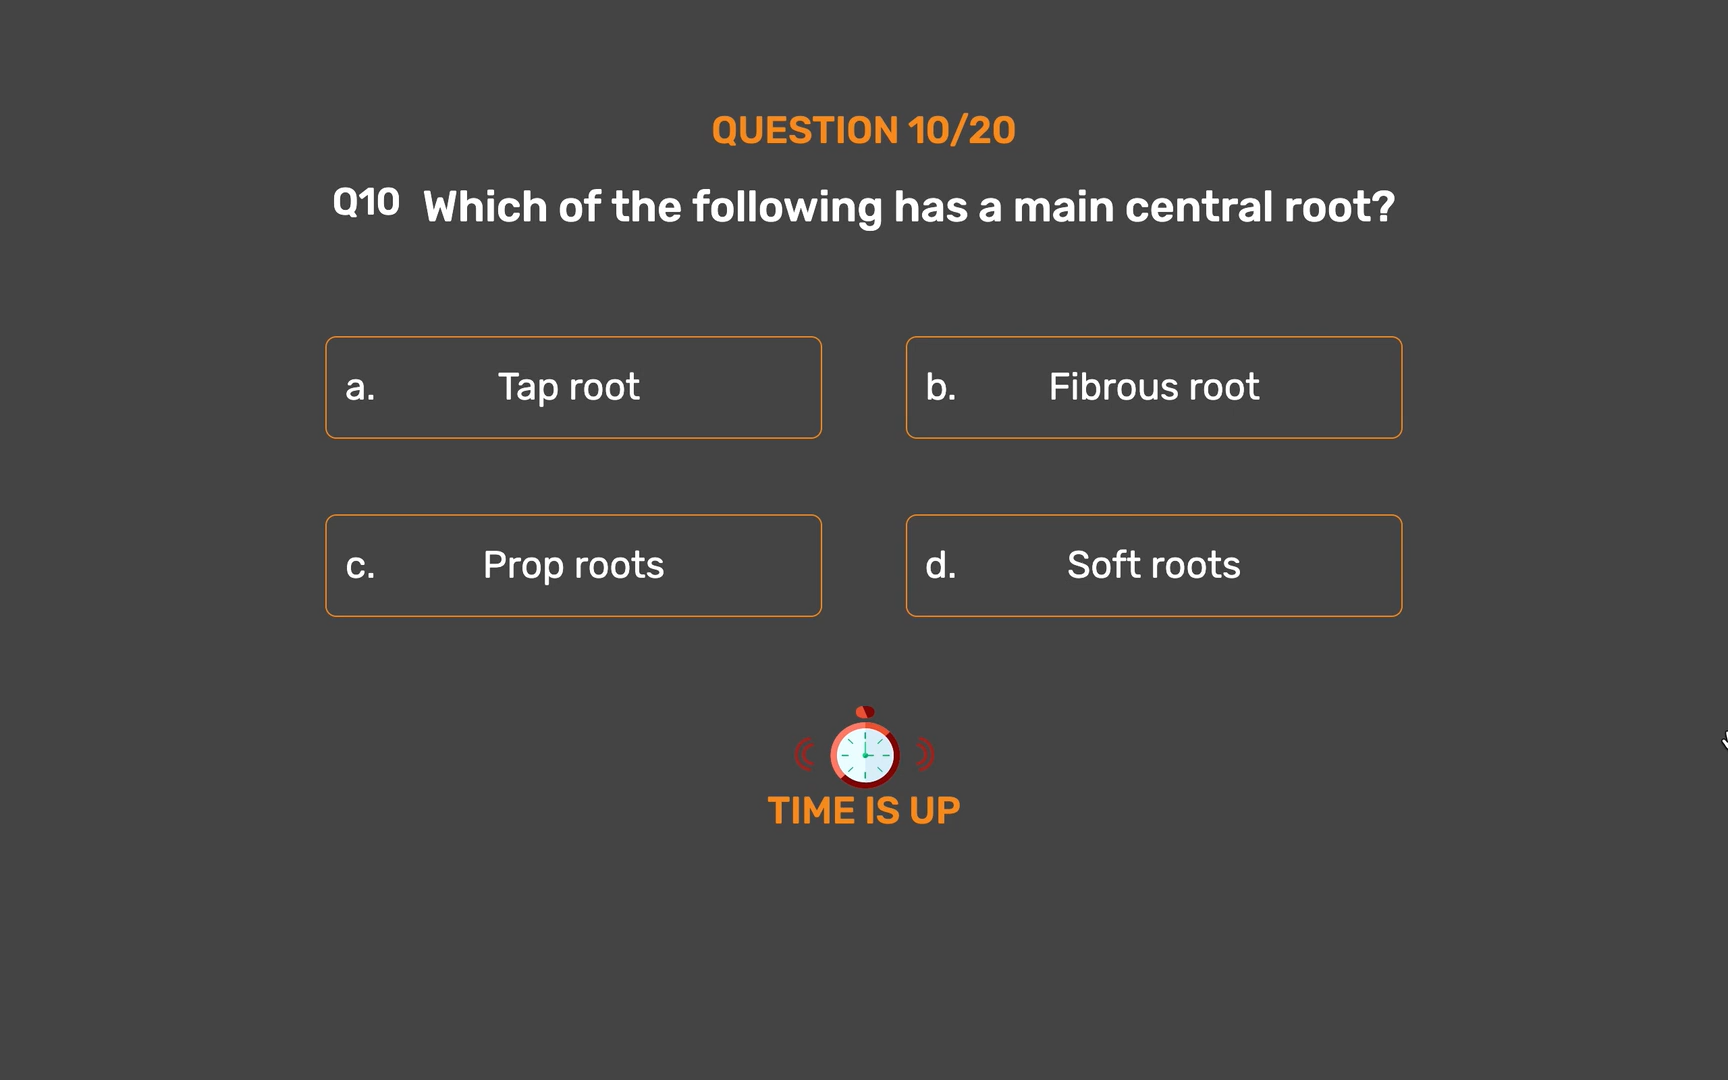 QUESTION 10/20
Q10 Which of the following has a main central root?
a. Tap root
b. Fibrous root
c. Prop roots
d. Soft roots
TIME IS UP